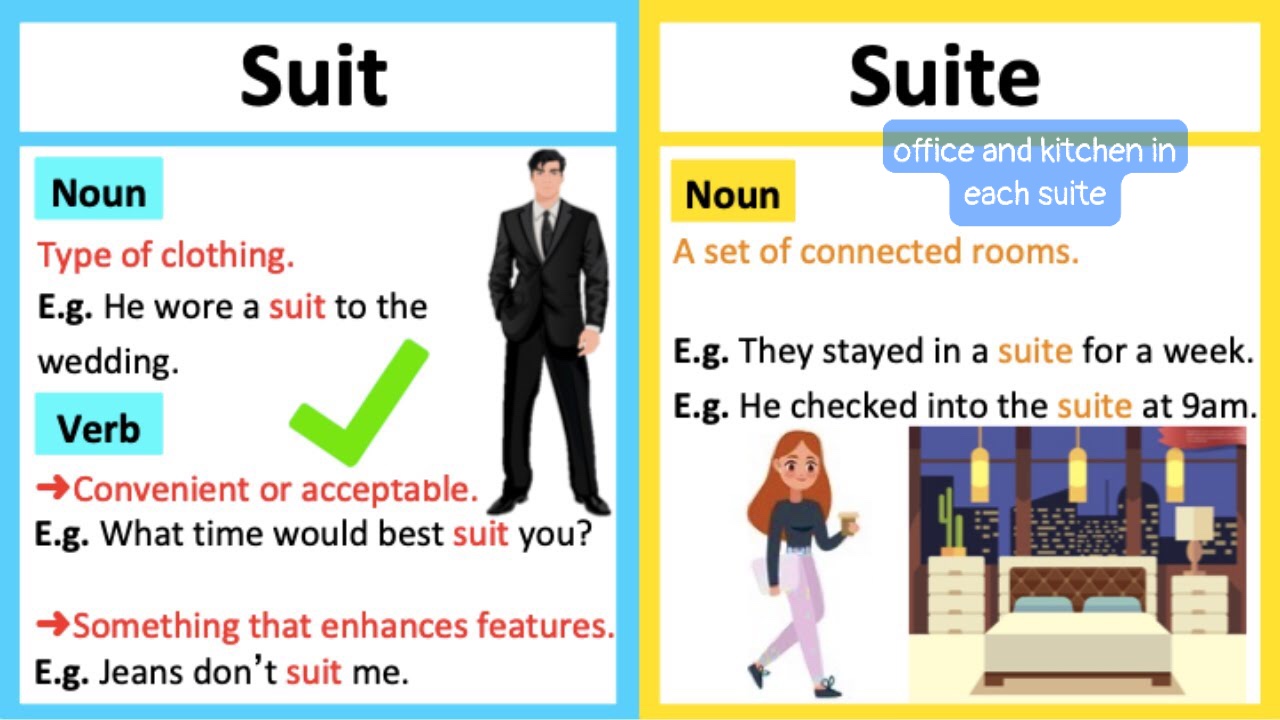 Suit
Noun
Type of clothing.
E.g. He wore a suit to the
wedding.
Verb
➜Convenient or acceptable.
E.g. What time would best suit you?
➜Something that enhances features.
E.g. Jeans don’t suit me.
Suite
office and kitchen in
each suite
Noun
A set of connected rooms.
E.g. They stayed in a suite for a week.
E.g. He checked into the suite at 9am.